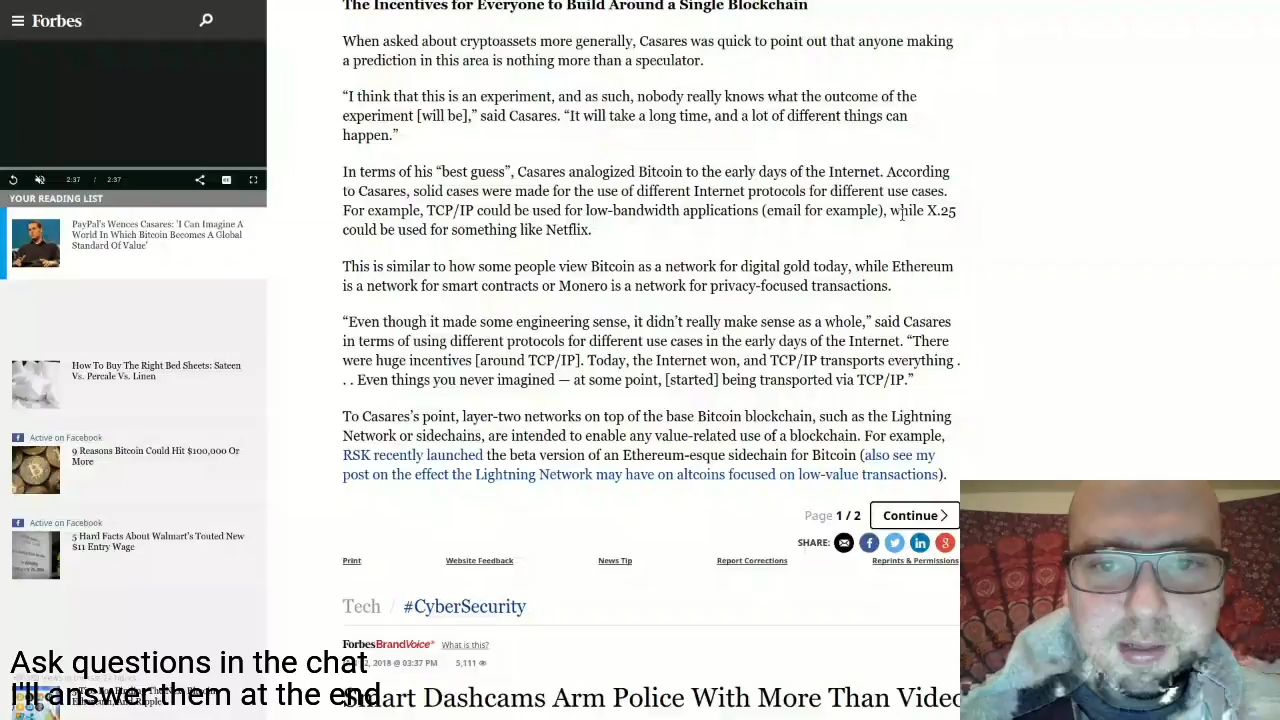 Forbes
The Incentives for Everyone to Build Around a Single Blockchain
When asked about cryptoassets more generally, Casares was quick to point out that anyone making
a prediction in this area is nothing more than a speculator.
“I think that this is an experiment, and as such, nobody really knows what the outcome of the
experiment [will be],” said Casares. “It will take a long time, and a lot of different things can
happen.”
In terms of his “best guess”, Casares analogized Bitcoin to the early days of the Internet. According
to Casares, solid cases were made for the use of different Internet protocols for different use cases.
For example, TCP/IP could be used for low-bandwidth applications (email for example), while X.25
could be used for something like Netflix.
This is similar to how some people view Bitcoin as a network for digital gold today, while Ethereum
is a network for smart contracts or Monero is a network for privacy-focused transactions.
“Even though it made some engineering sense, it didn’t really make sense as a whole,” said Casares
in terms of using different protocols for different use cases in the early days of the Internet. “There
were huge incentives [around TCP/IP]. Today, the Internet won, and TCP/IP transports everything .
. . Even things you never imagined — at some point, [started] being transported via TCP/IP.”
To Casares’s point, layer-two networks on top of the base Bitcoin blockchain, such as the Lightning
Network or sidechains, are intended to enable any value-related use of a blockchain. For example,
RSK recently launched the beta version of an Ethereum-esque sidechain for Bitcoin (also see my
post on the effect the Lightning Network may have on altcoins focused on low-value transactions).
Page 1 / 2 Continue
SHARE:
Print Website Feedback News Tip Report Corrections Reprints & Permissions
Tech / #CyberSecurity
ForbesBrandVoice® What is this?
2, 2018 @ 03:37 PM 5,111
Smart Dashcams Arm Police With More Than Video
2:37 / 2:37
YOUR READING LIST
PayPal's Wences Casares: 'I Can Imagine A
World In Which Bitcoin Becomes A Global
Standard Of Value'
How To Buy The Right Bed Sheets: Sateen
Vs. Percale Vs. Linen
Active on Facebook
9 Reasons Bitcoin Could Hit $100,000 Or
More
Active on Facebook
5 Hard Facts About Walmart's Touted New
$11 Entry Wage
Ask questions in the chat
I'll answer them at the end